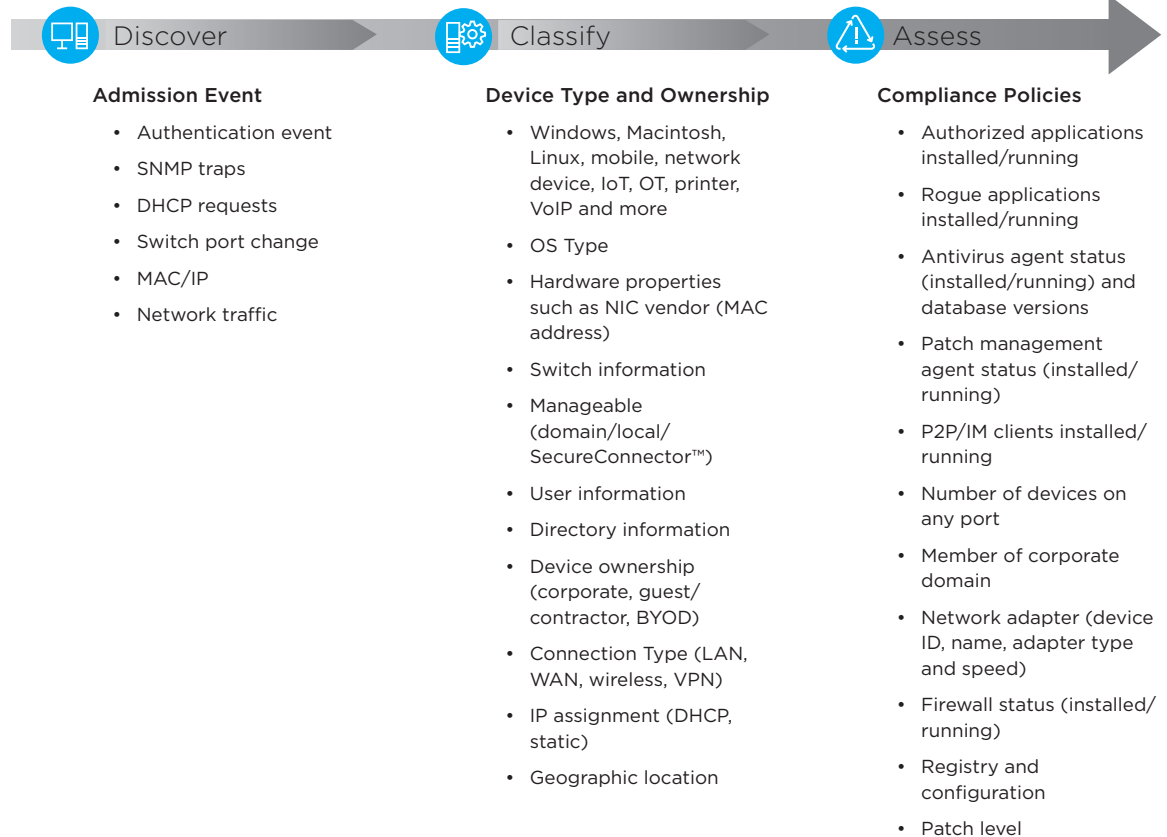 Discover
Classify
Assess
Admission Event
• Authentication event
• SNMP traps
• DHCP requests
• Switch port change
• MAC/IP
• Network traffic
Device Type and Ownership
• Windows, Macintosh,
Linux, mobile, network
device, IoT, OT, printer,
VoIP and more
• OS Type
• Hardware properties
such as NIC vendor (MAC
address)
• Switch information
• Manageable
(domain/local/
SecureConnector™)
• User information
• Directory information
• Device ownership
(corporate, guest/
contractor, BYOD)
• Connection Type (LAN,
WAN, wireless, VPN)
• IP assignment (DHCP,
static)
• Geographic location
Compliance Policies
• Authorized applications
installed/running
• Rogue applications
installed/running
• Antivirus agent status
(installed/running) and
database versions
• Patch management
agent status (installed/
running)
• P2P/IM clients installed/
running
• Number of devices on
any port
• Member of corporate
domain
• Network adapter (device
ID, name, adapter type
and speed)
• Firewall status (installed/
running)
• Registry and
configuration
• Patch level